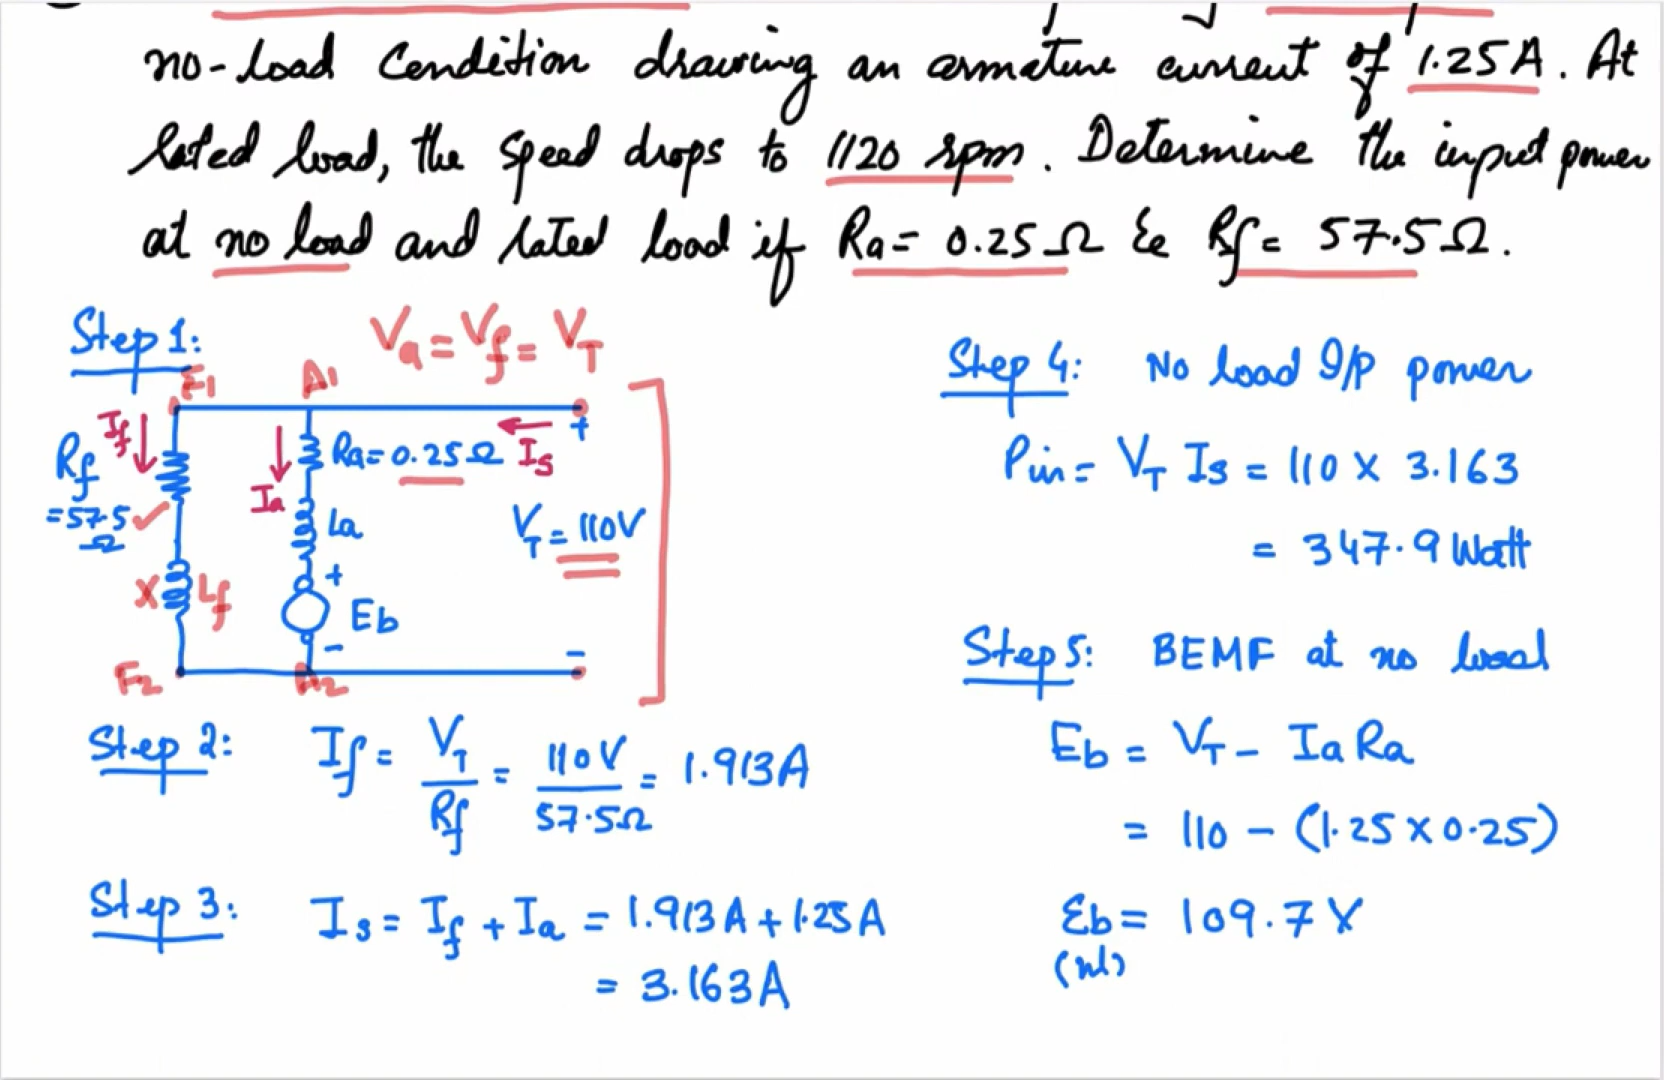 no-load Condition drawing an armature current of 1.25A. At
rated load, the speed drops to 1120 rpm. Determine the input power
at no load and rated load if Ra= 0.25Ω & Rf= 57.5Ω.
Step 1:
Va = Vf = VT
F1
A1
If
Rf
=57.5
Ω
Ia
Ra=0.25Ω
Is
+
La
VT = 110V
X
Lf
+
Eb
-
-
F2
A2
Step 2: If = VT/Rf = 110V/57.5Ω = 1.913A
Step 3: Is = If + Ia = 1.913A + 1.25A
= 3.163A
Step 4: No load I/P power
Pin= VT Is = 110 X 3.163
= 347.9 Watt
Step 5: BEMF at no load
Eb = VT - Ia Ra
= 110 - (1.25 X 0.25)
Eb = 109.7 V
(nl)